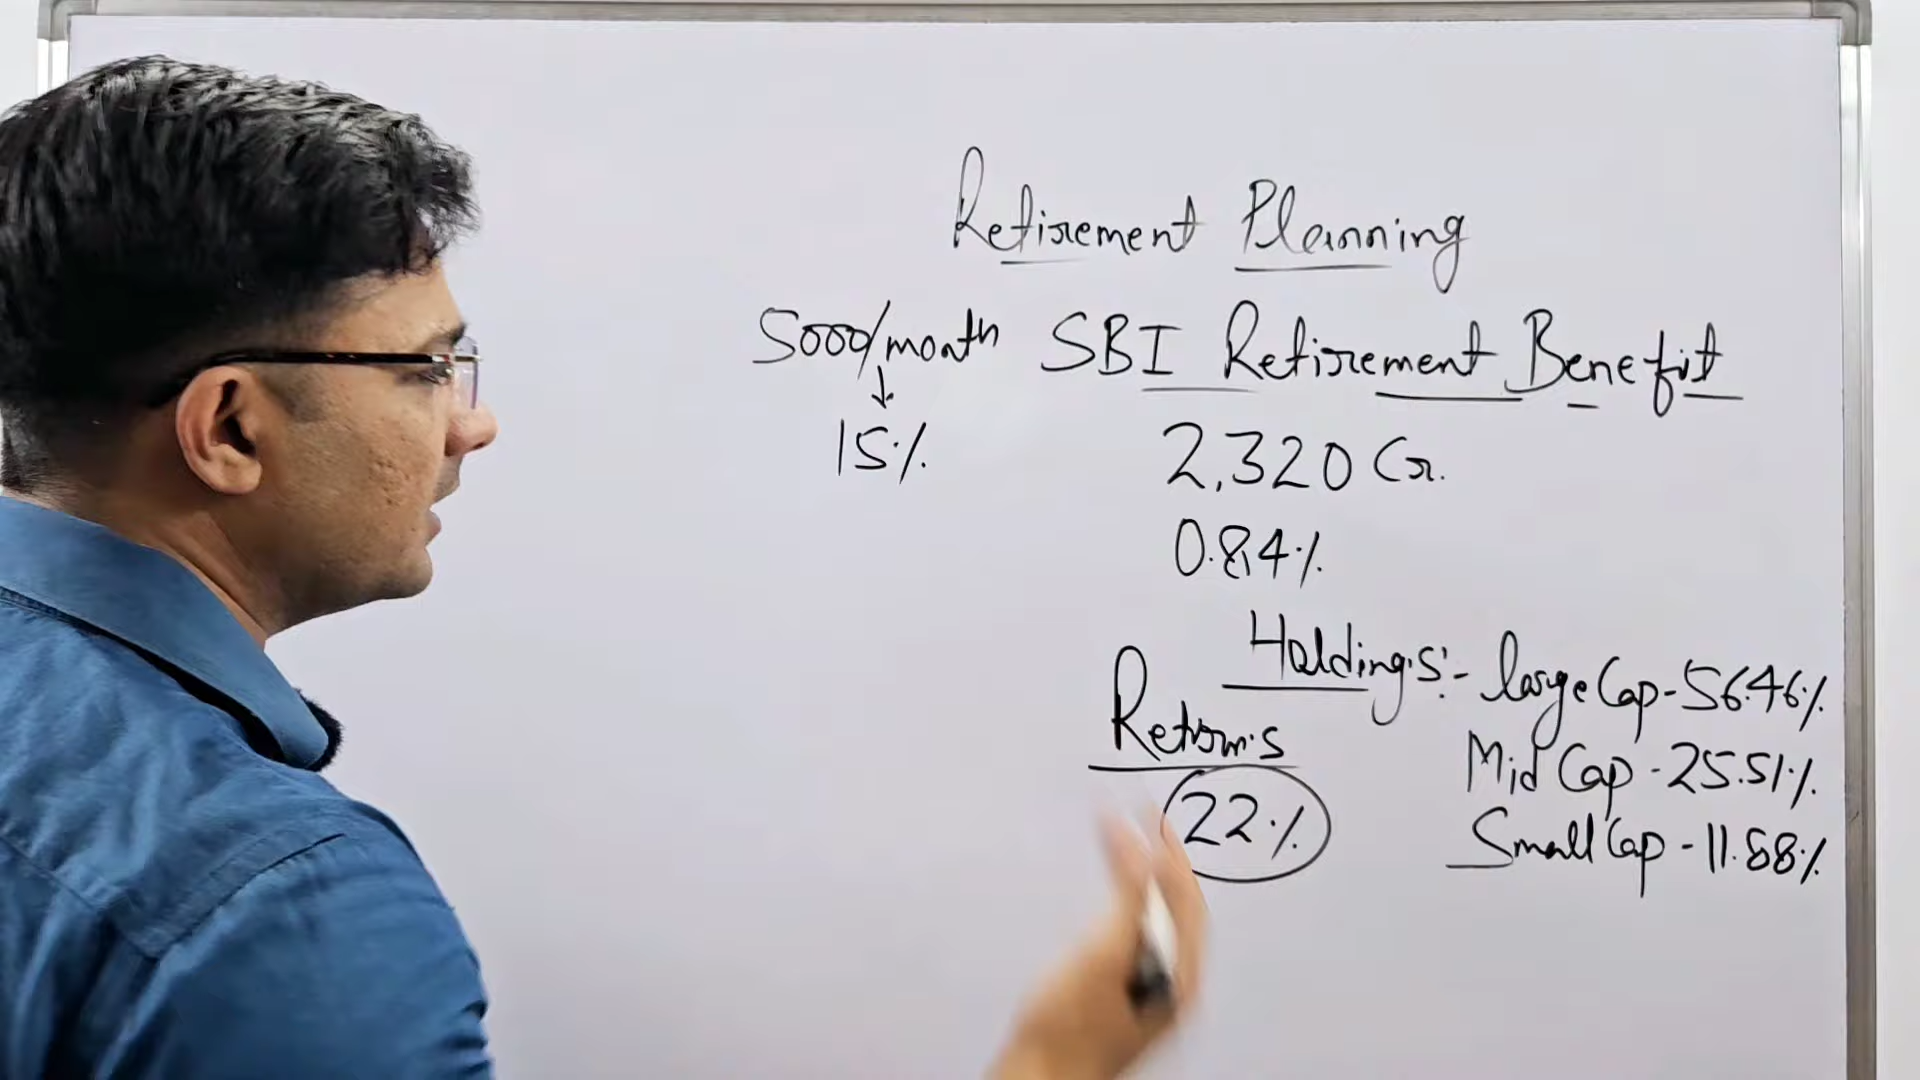 Retirement Planning
5000/month SBI Retirement Benefit
15%
2,320 Cr.
0.84%
Holdings:- large Cap - 56.46%
Mid Cap - 25.51%
Small Cap - 11.88%
Returns
22%